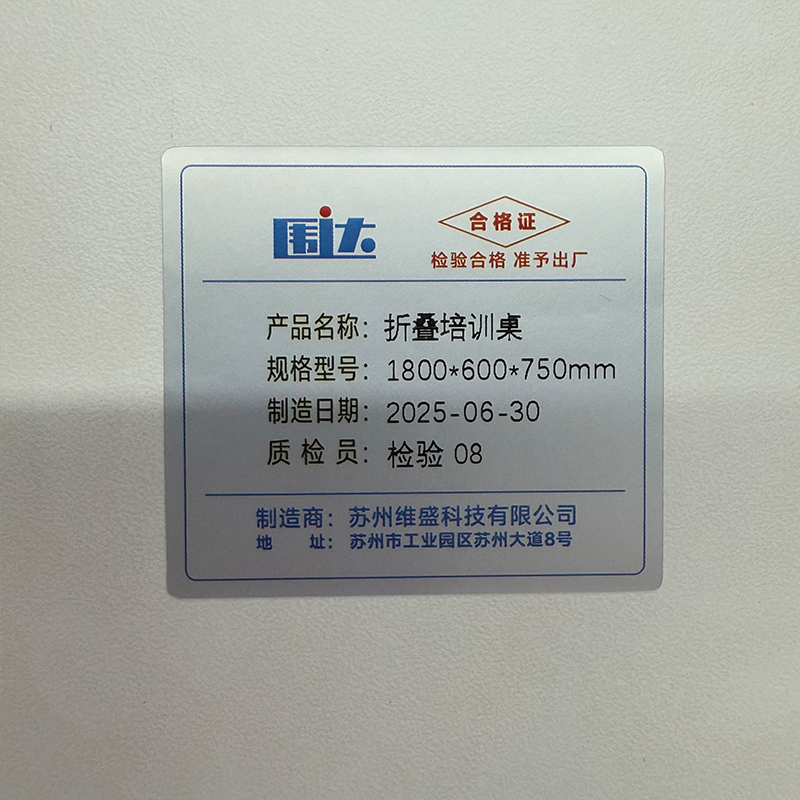 围达
合格证
检验合格 准予出厂
产品名称：折叠培训桌
规格型号：1800*600*750mm
制造日期：2025-06-30
质检员：检验 08
制造商：苏州维盛科技有限公司
地址：苏州市工业园区苏州大道8号